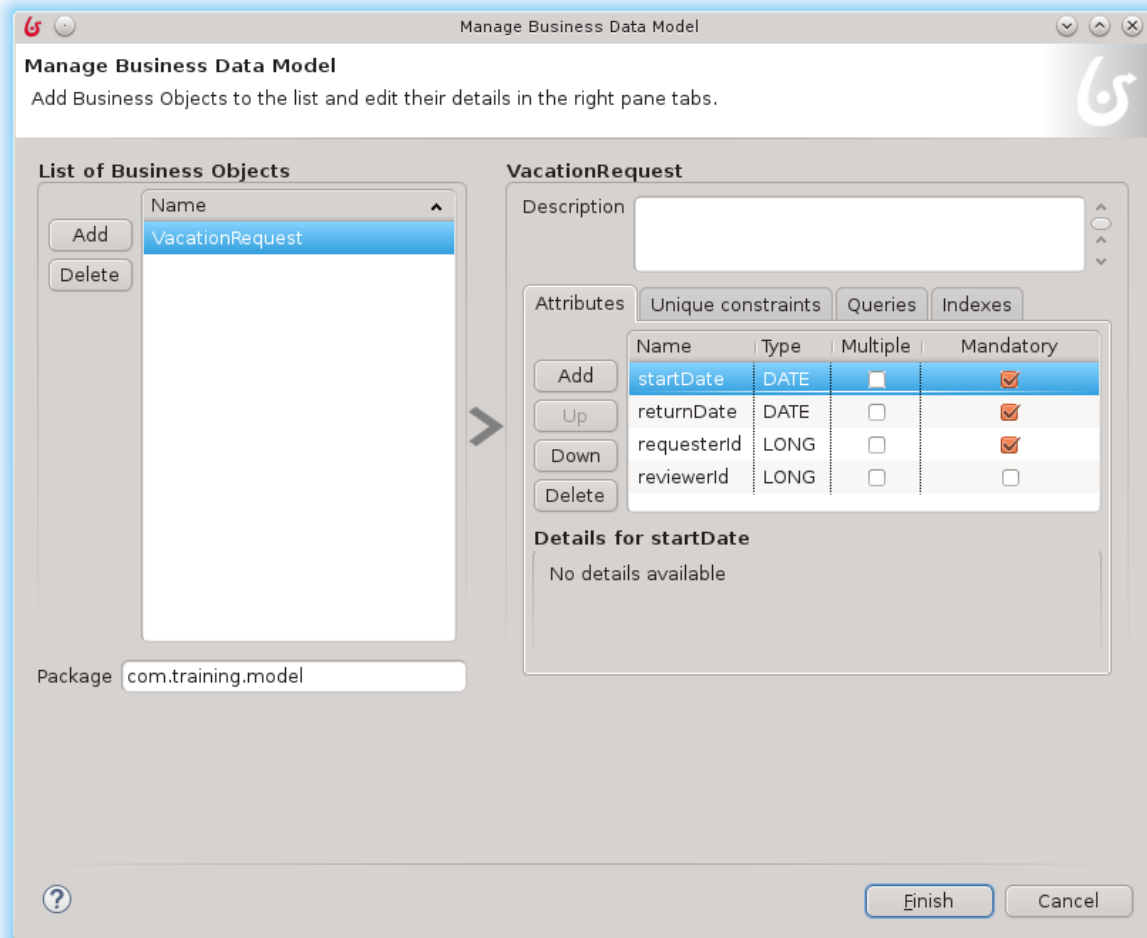 Manage Business Data Model
Manage Business Data Model
Add Business Objects to the list and edit their details in the right pane tabs.
List of Business Objects
Name
Add
VacationRequest
Delete
Package com.training.model
VacationRequest
Description
Attributes Unique constraints Queries Indexes
Name Type Multiple Mandatory
Add
Up
Down
Delete
startDate DATE
returnDate DATE
requesterId LONG
reviewerId LONG
Details for startDate
No details available
?
Finish Cancel